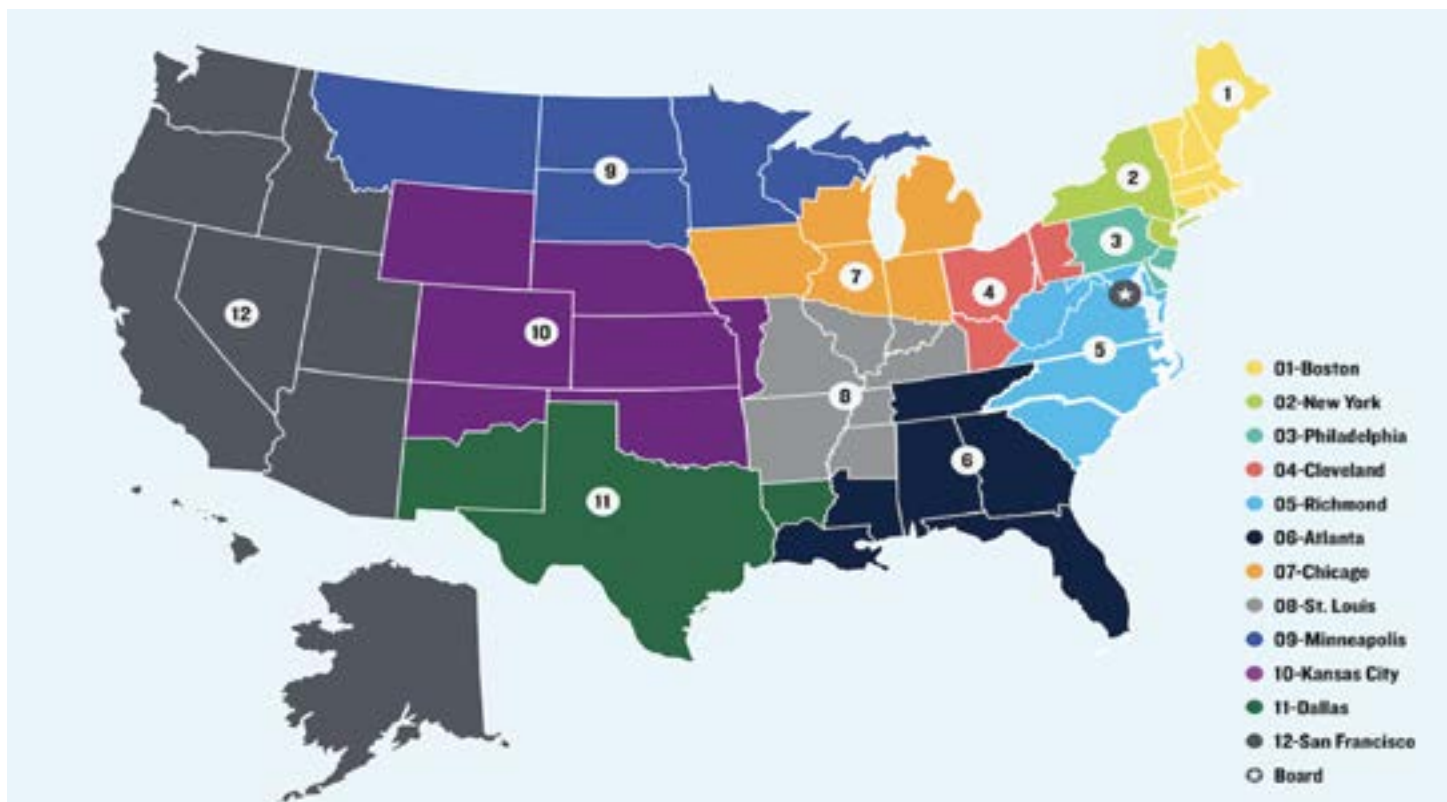 1
2
9
3
7
4
12
10
5
8
6
11
01-Boston
02-New York
03-Philadelphia
04-Cleveland
05-Richmond
06-Atlanta
07-Chicago
08-St. Louis
09-Minneapolis
10-Kansas City
11-Dallas
12-San Francisco
Board